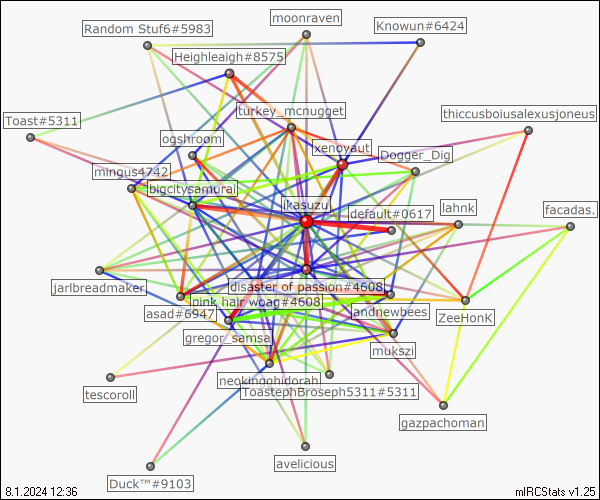 moonraven
Random Stuf6#5983
Knowun#6424
Heighleaigh#8575
turkey_mcnugget
thiccusboiusalexusjoneus
Toast#5311
ogshroom
xenoyaut
Dogger_Dig
mingus4742
bigcitysamurai
ikasuzu
default#0617
lahnk
facadas.
jarlbreadmaker
disaster of passion#4608
pink hair woag#4608
asad#6947
andnewbees
ZeeHonK
gregor_samsa
mukszi
neokingghidorah
ToastephBroseph5311#5311
tescoroll
gazpachoman
avelicious
Duck™#9103
8.1.2024 12:36
mIRCStats v1.25